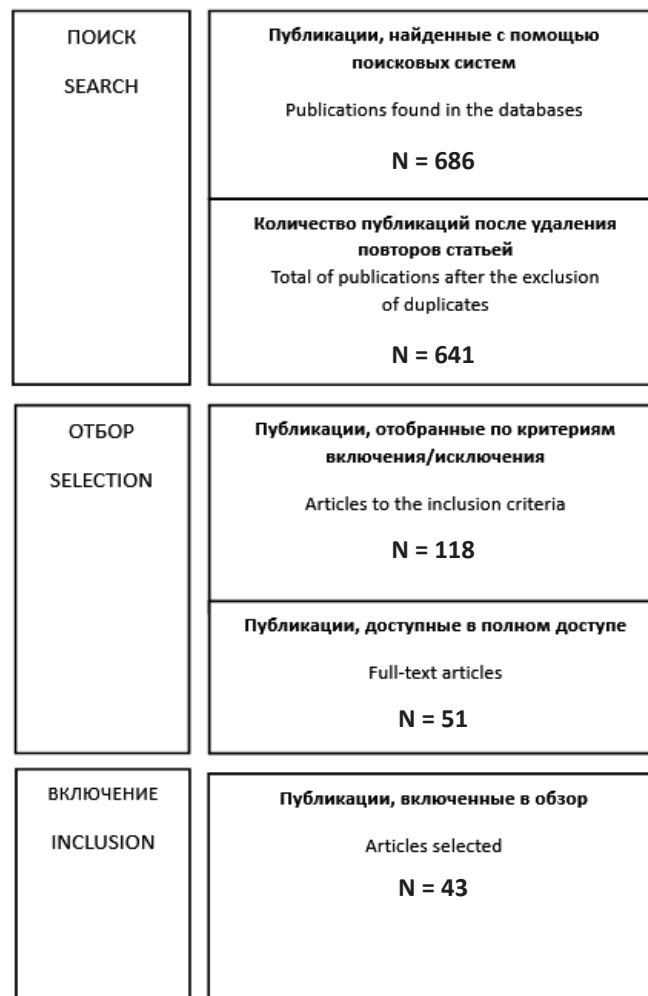 ПОИСК
SEARCH
Публикации, найденные с помощью
поисковых систем
Publications found in the databases
N = 686
Количество публикаций после удаления
повторов статьей
Total of publications after the exclusion
of duplicates
N = 641
ОТБОР
SELECTION
Публикации, отобранные по критериям
включения/исключения
Articles to the inclusion criteria
N = 118
Публикации, доступные в полном доступе
Full-text articles
N = 51
ВКЛЮЧЕНИЕ
INCLUSION
Публикации, включенные в обзор
Articles selected
N = 43